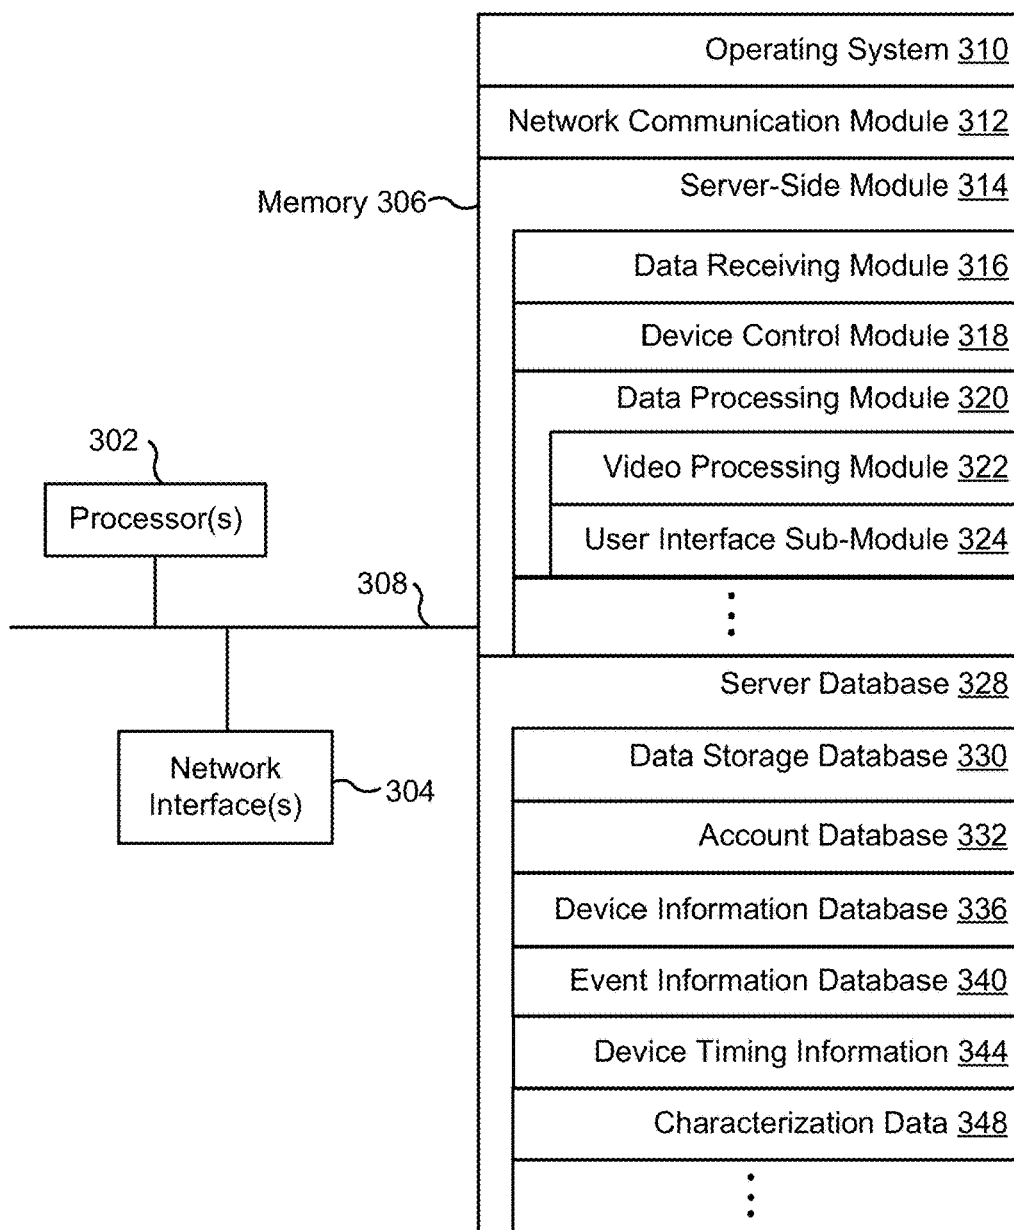 Operating System 310
Network Communication Module 312
Server-Side Module 314
Memory 306
Data Receiving Module 316
Device Control Module 318
Data Processing Module 320
Video Processing Module 322
User Interface Sub-Module 324
302
Processor(s)
308
Server Database 328
Network
Interface(s)
304
Data Storage Database 330
Account Database 332
Device Information Database 336
Event Information Database 340
Device Timing Information 344
Characterization Data 348